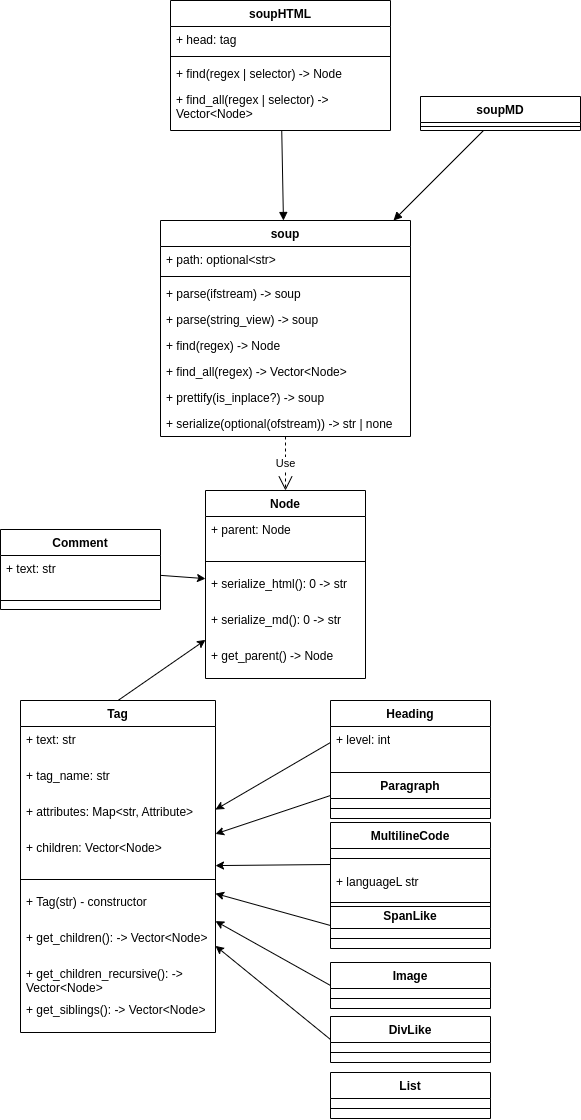 soupHTML
+ head: tag
+ find(regex | selector) -> Node
+ find_all(regex | selector) ->
Vector<Node>
soupMD
soup
+ path: optional<str>
+ parse(ifstream) -> soup
+ parse(string_view) -> soup
+ find(regex) -> Node
+ find_all(regex) -> Vector<Node>
+ prettify(is_inplace?) -> soup
+ serialize(optional(ofstream)) -> str | none
Use
Node
+ parent: Node
+ serialize_html(): 0 -> str
+ serialize_md(): 0 -> str
+ get_parent() -> Node
Comment
+ text: str
Tag
+ text: str
+ tag_name: str
+ attributes: Map<str, Attribute>
+ children: Vector<Node>
+ Tag(str) - constructor
+ get_children(): -> Vector<Node>
+ get_children_recursive(): ->
Vector<Node>
+ get_siblings(): -> Vector<Node>
Heading
+ level: int
Paragraph
MultilineCode
+ languageL str
SpanLike
Image
DivLike
List